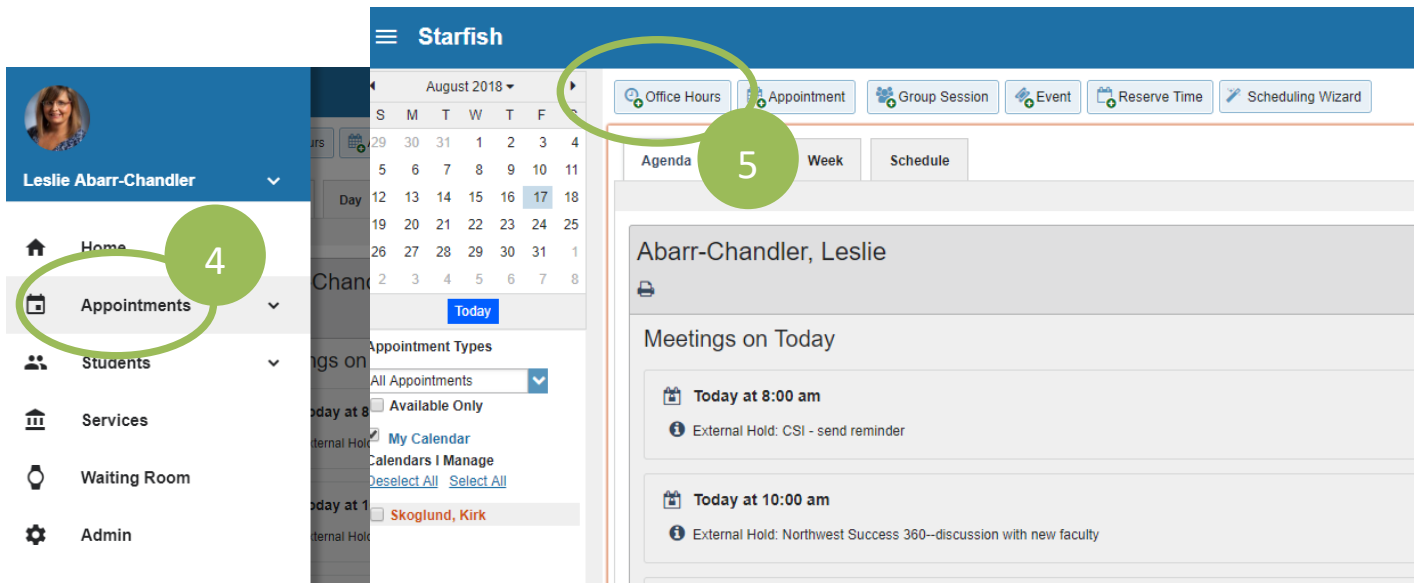 Leslie Abarr-Chandler
Home
4
Appointments
Students
Services
Waiting Room
Admin
Day
Starfish
August 2018
S M T W T F S
29 30 31 1 2 3 4
5 6 7 8 9 10 11
12 13 14 15 16 17 18
19 20 21 22 23 24 25
26 27 28 29 30 31 1
2 3 4 5 6 7 8
Today
Appointment Types
All Appointments
Available Only
My Calendar
Calendars I Manage
Deselect All Select All
Skoglund, Kirk
Office Hours Appointment Group Session Event Reserve Time Scheduling Wizard
Agenda 5 Week Schedule
Abarr-Chandler, Leslie
Meetings on Today
Today at 8:00 am
External Hold: CSI - send reminder
Today at 10:00 am
External Hold: Northwest Success 360--discussion with new faculty